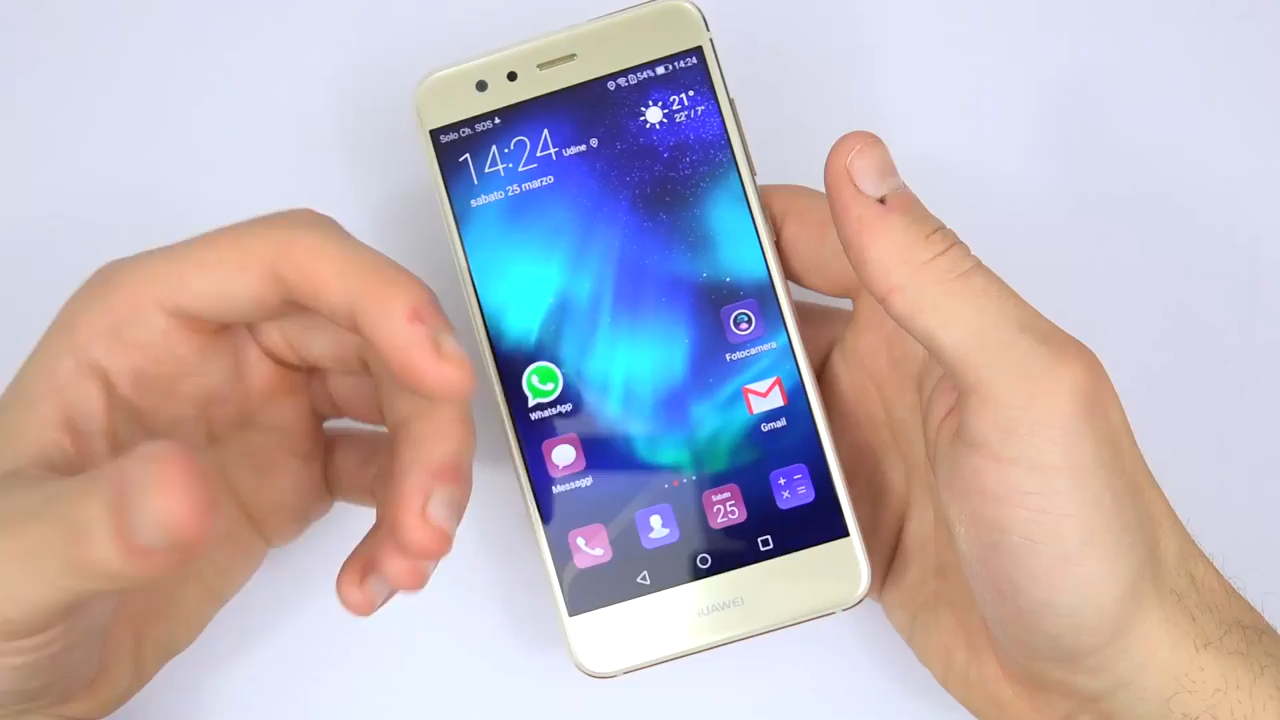 Solo Ch. SOS
54% 14:24
14:24 Udine
sabato 25 marzo
21°
22° / 7°
Fotocamera
WhatsApp
Gmail
Messaggi
Sabato
25
HUAWEI